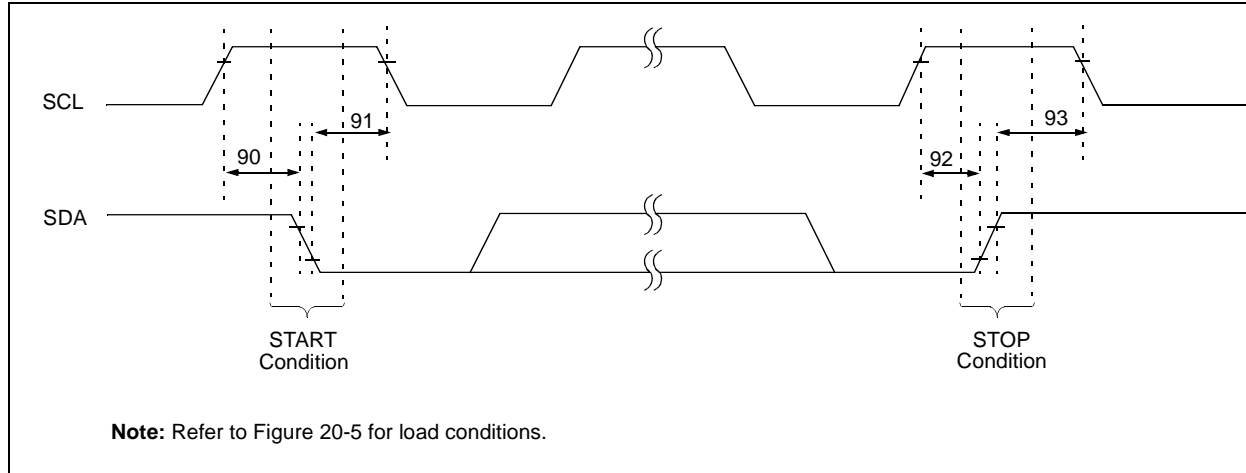 SCL
91
93
90
92
SDA
START
Condition
STOP
Condition
Note: Refer to Figure 20-5 for load conditions.